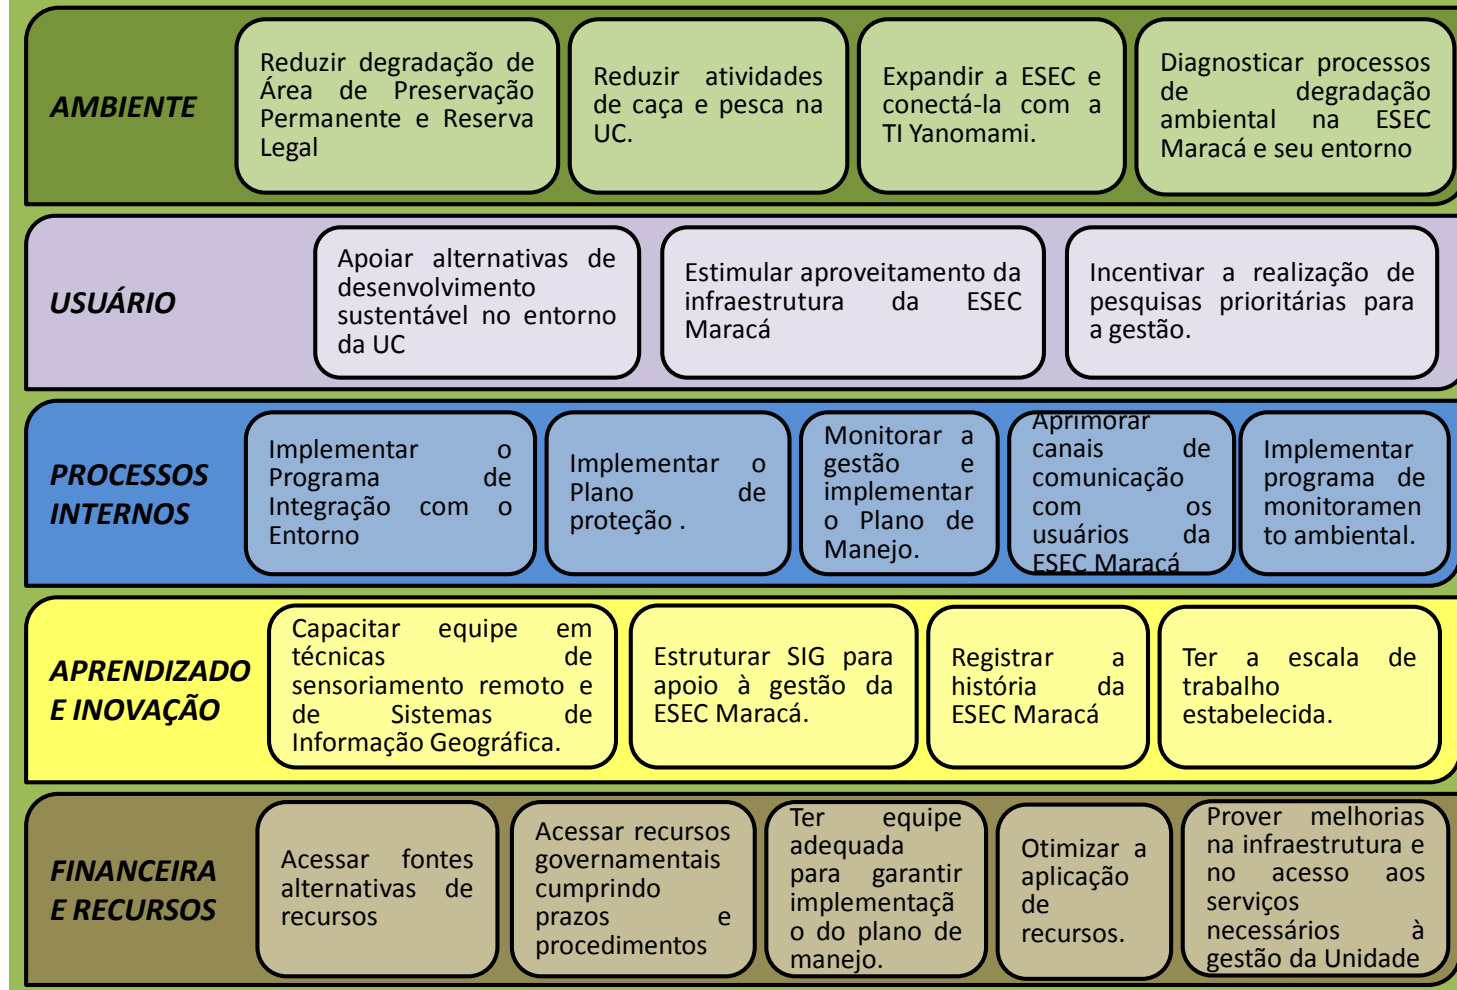 AMBIENTE
Reduzir degradação de
Área de Preservação
Permanente e Reserva
Legal
Reduzir atividades
de caça e pesca na
UC.
Expandir a ESEC e
conectá-la com a
TI Yanomami.
Diagnosticar processos
de degradação
ambiental na ESEC
Maracá e seu entorno
USUÁRIO
Apoiar alternativas de
desenvolvimento
sustentável no entorno
da UC
Estimular aproveitamento da
infraestrutura da ESEC
Maracá
Incentivar a realização de
pesquisas prioritárias para
a gestão.
PROCESSOS
INTERNOS
Implementar o
Programa de
Integração com o
Entorno
Implementar o
Plano de
proteção .
Monitorar a
gestão e
implementar
o Plano de
Manejo.
Aprimorar
canais de
comunicação
com os
usuários da
ESEC Maracá
Implementar
programa de
monitoramen
to ambiental.
APRENDIZADO
E INOVAÇÃO
Capacitar equipe em
técnicas de
sensoriamento remoto e
de Sistemas de
Informação Geográfica.
Estruturar SIG para
apoio à gestão da
ESEC Maracá.
Registrar a
história da
ESEC Maracá
Ter a escala de
trabalho
estabelecida.
FINANCEIRA
E RECURSOS
Acessar fontes
alternativas de
recursos
Acessar recursos
governamentais
cumprindo
prazos e
procedimentos
Ter equipe
adequada
para garantir
implementaçã
o do plano de
manejo.
Otimizar a
aplicação
de
recursos.
Prover melhorias
na infraestrutura e
no acesso aos
serviços
necessários à
gestão da Unidade